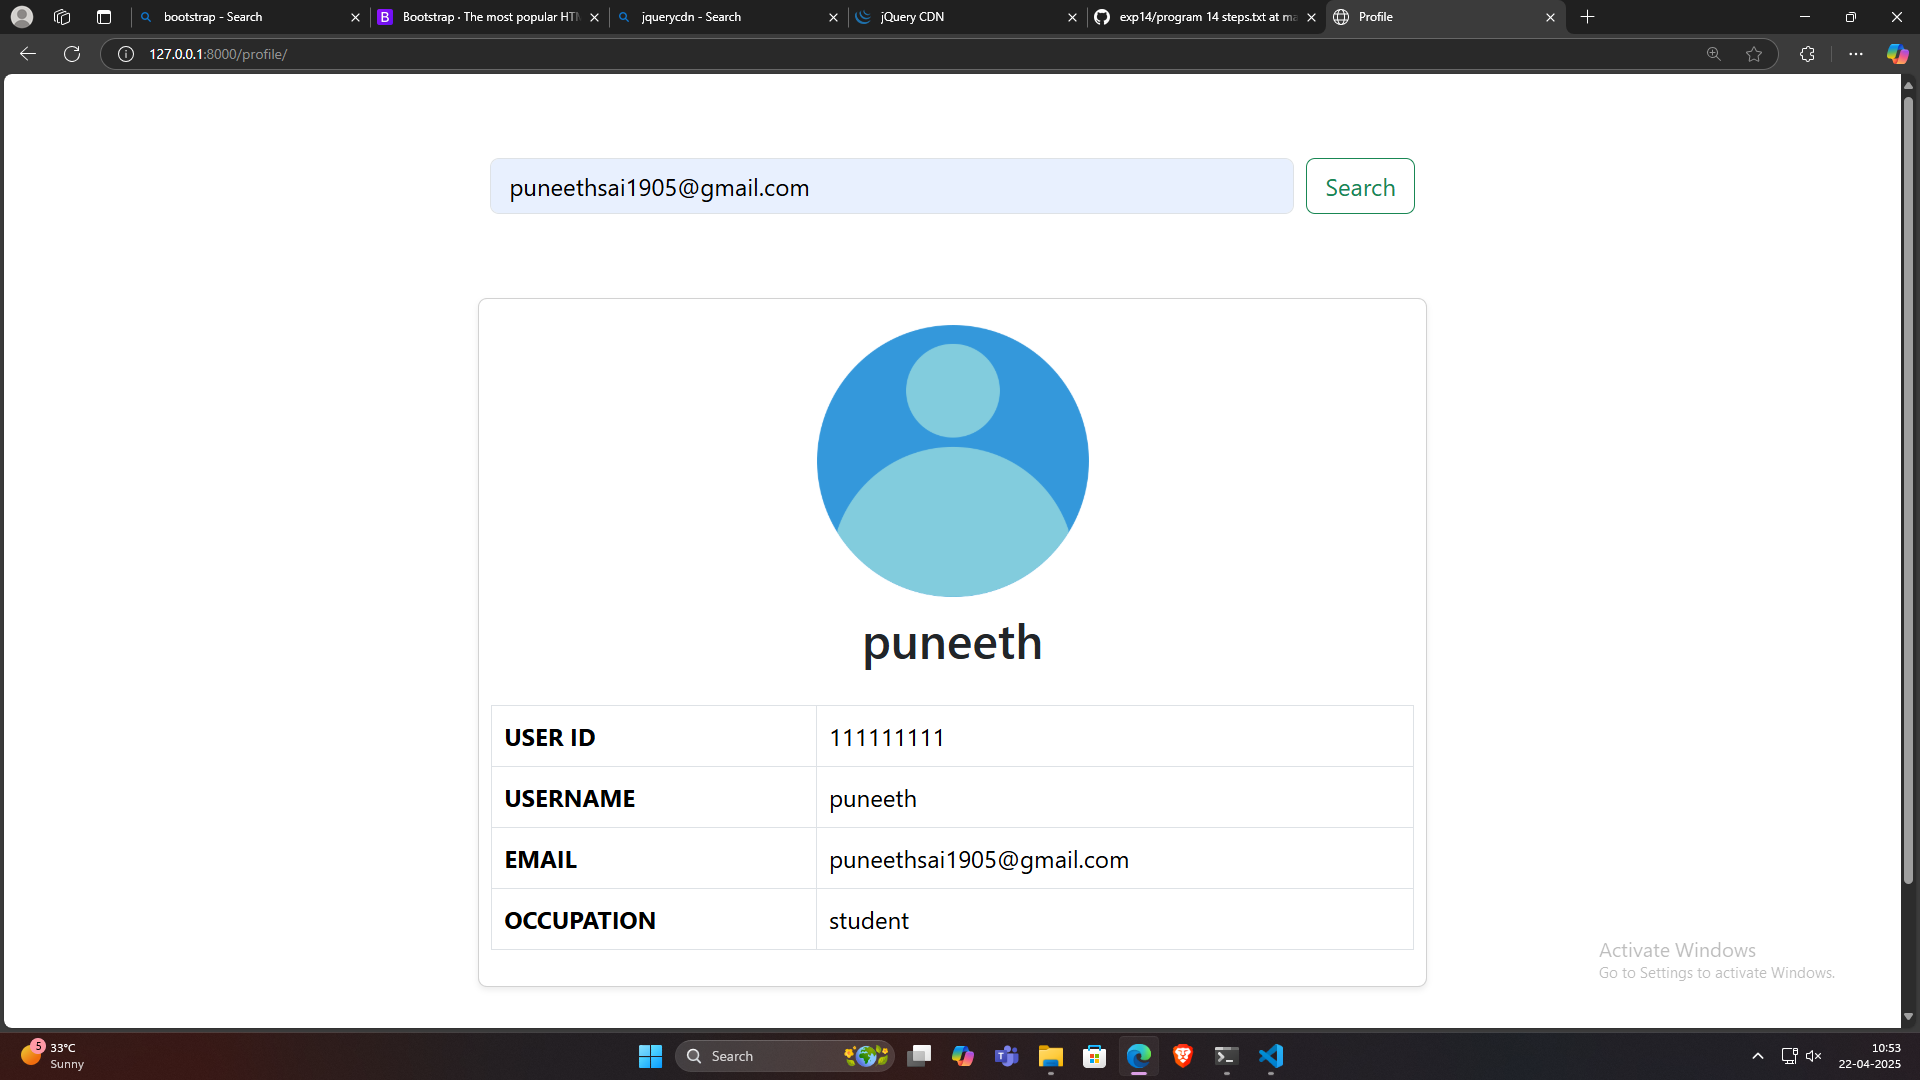 bootstrap - Search
Bootstrap · The most popular HTM
jquerycdn - Search
jQuery CDN
exp14/program 14 steps.txt at ma
Profile
127.0.0.1:8000/profile/
puneethsai1905@gmail.com
Search
puneeth
USER ID 111111111
USERNAME puneeth
EMAIL puneethsai1905@gmail.com
OCCUPATION student
Activate Windows
Go to Settings to activate Windows.
5
33°C
Sunny
Search
10:53
22-04-2025